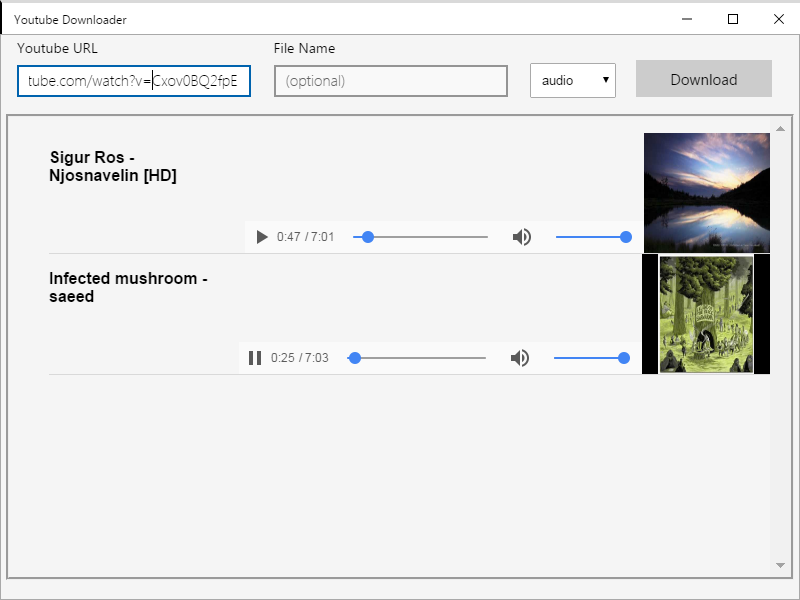 Youtube Downloader
Youtube URL
File Name
tube.com/watch?v=Cxov0BQ2fpE
(optional)
audio
Download
Sigur Ros -
Njosnavelin [HD]
0:47 / 7:01
Infected mushroom -
saeed
0:25 / 7:03